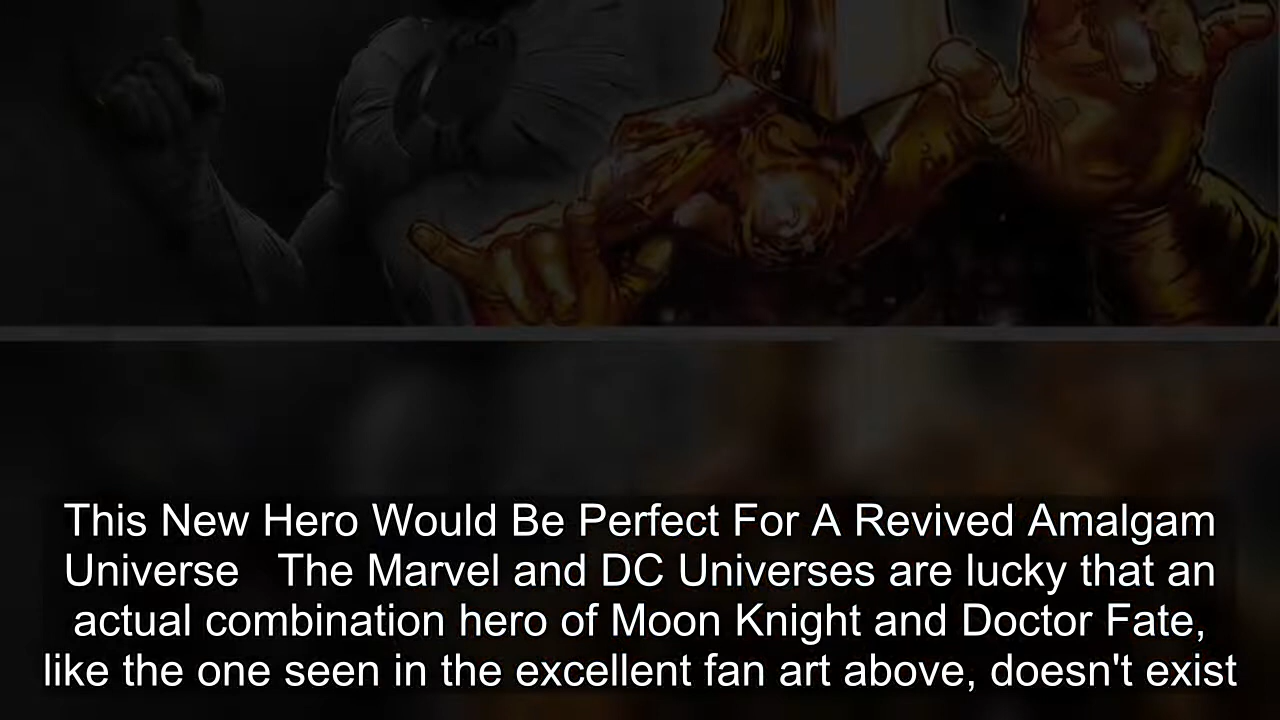 This New Hero Would Be Perfect For A Revived Amalgam
Universe   The Marvel and DC Universes are lucky that an
actual combination hero of Moon Knight and Doctor Fate,
like the one seen in the excellent fan art above, doesn't exist